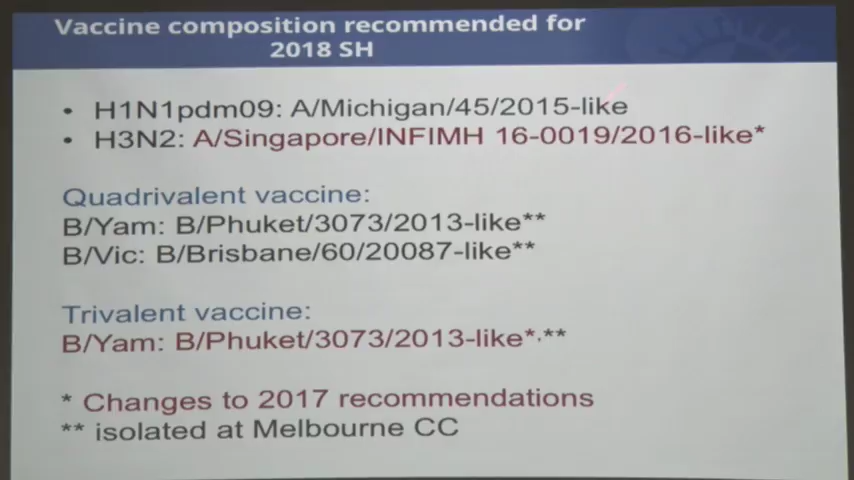 Vaccine composition recommended for
2018 SH
• H1N1pdm09: A/Michigan/45/2015-like
• H3N2: A/Singapore/INFIMH 16-0019/2016-like*
Quadrivalent vaccine:
B/Yam: B/Phuket/3073/2013-like**
B/Vic: B/Brisbane/60/20087-like**
Trivalent vaccine:
B/Yam: B/Phuket/3073/2013-like*,**
* Changes to 2017 recommendations
** isolated at Melbourne CC